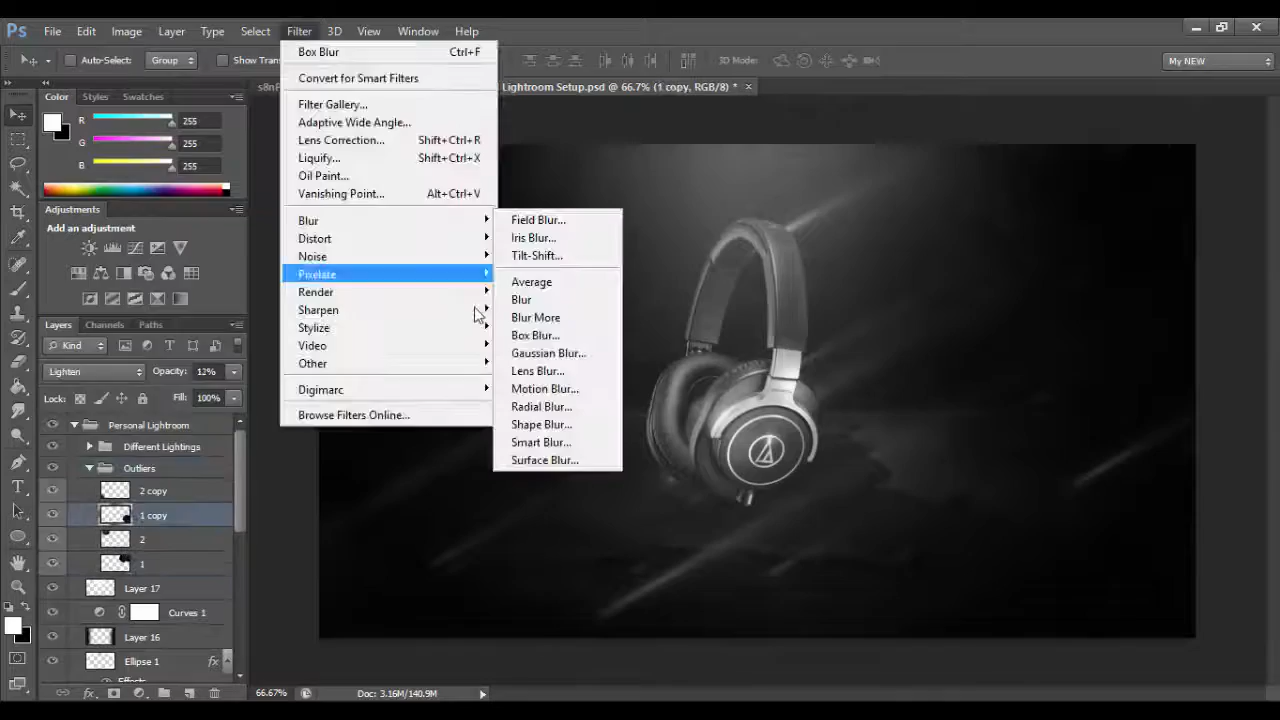 Ps File Edit Image Layer Type Select Filter 3D View Window Help
Auto-Select: Group Show Trans 3D Mode: My NEW
Color Styles Swatches
Lightroom Setup.psd @ 66.7% (1 copy, RGB/8) * ×
R 255
G 255
B 255
Adjustments
Add an adjustment
Layers Channels Paths
Kind
Lighten Opacity: 12%
Lock: Fill: 100%
Personal Lightroom
Different Lightings
Outliers
2 copy
1 copy
2
1
Layer 17
Curves 1
Layer 16
Ellipse 1 fx
Effects
Box Blur Ctrl+F
Convert for Smart Filters
Filter Gallery...
Adaptive Wide Angle...
Lens Correction... Shift+Ctrl+R
Liquify... Shift+Ctrl+X
Oil Paint...
Vanishing Point... Alt+Ctrl+V
Blur
Distort
Noise
Pixelate
Render
Sharpen
Stylize
Video
Other
Digimarc
Browse Filters Online...
Field Blur...
Iris Blur...
Tilt-Shift...
Average
Blur
Blur More
Box Blur...
Gaussian Blur...
Lens Blur...
Motion Blur...
Radial Blur...
Shape Blur...
Smart Blur...
Surface Blur...
66.67% Doc: 3.16M/140.9M